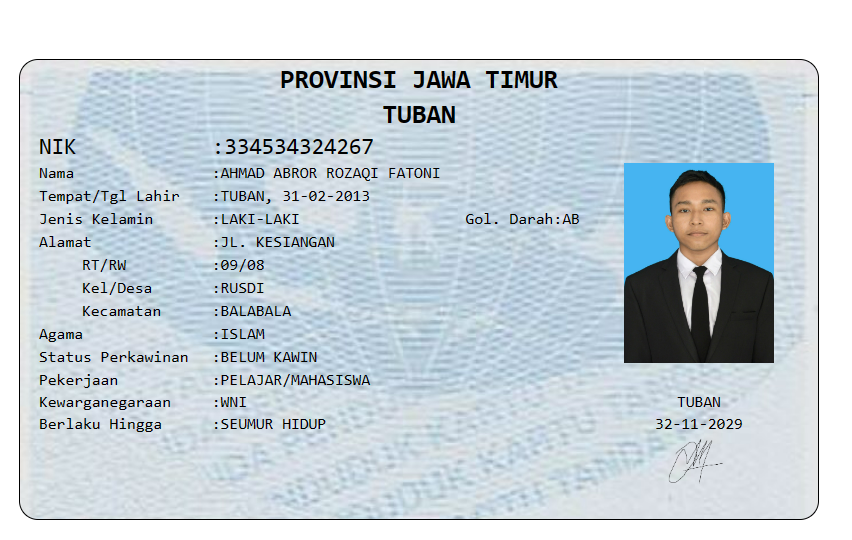 PROVINSI JAWA TIMUR
TUBAN
NIK :334534324267
Nama :AHMAD ABROR ROZAQI FATONI
Tempat/Tgl Lahir :TUBAN, 31-02-2013
Jenis Kelamin :LAKI-LAKI Gol. Darah:AB
Alamat :JL. KESIANGAN
RT/RW :09/08
Kel/Desa :RUSDI
Kecamatan :BALABALA
Agama :ISLAM
Status Perkawinan :BELUM KAWIN
Pekerjaan :PELAJAR/MAHASISWA
Kewarganegaraan :WNI TUBAN
Berlaku Hingga :SEUMUR HIDUP 32-11-2029